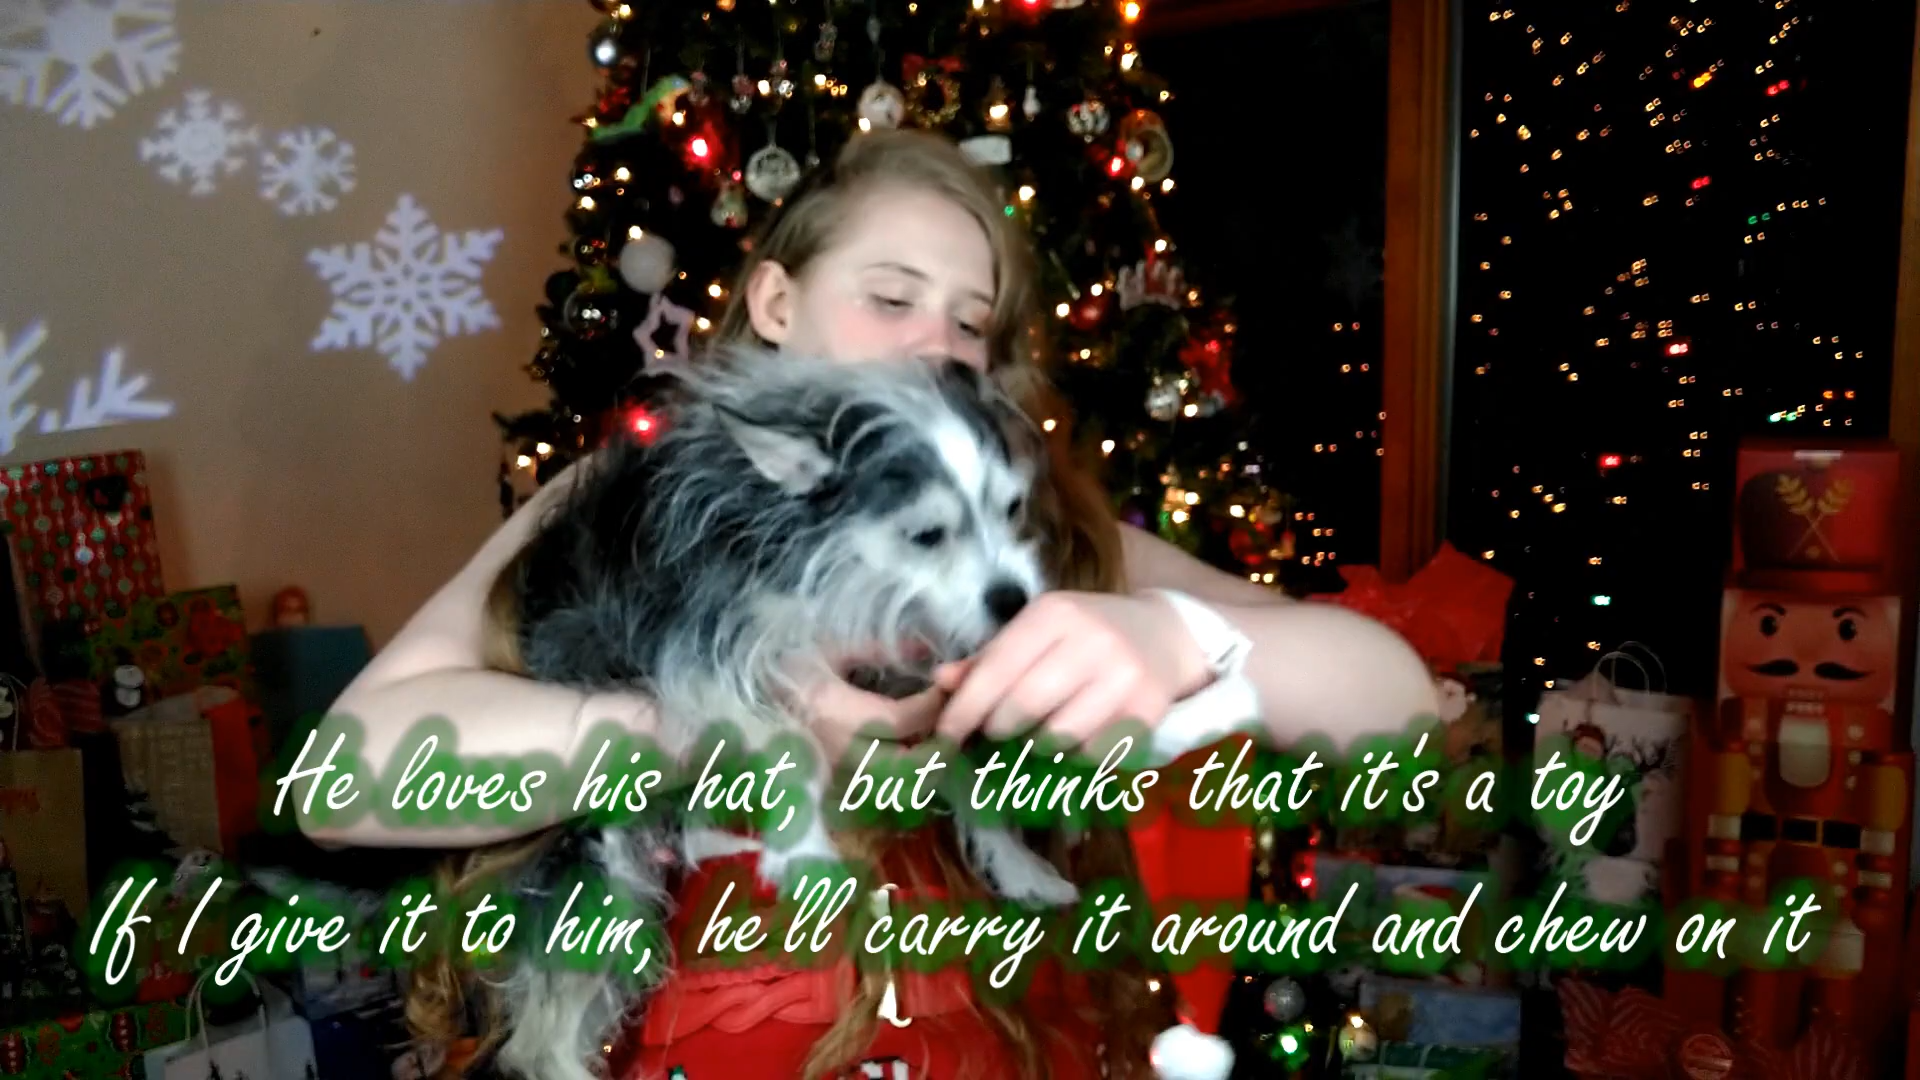 He loves his hat, but thinks that it's a toy
If I give it to him, he'll carry it around and chew on it